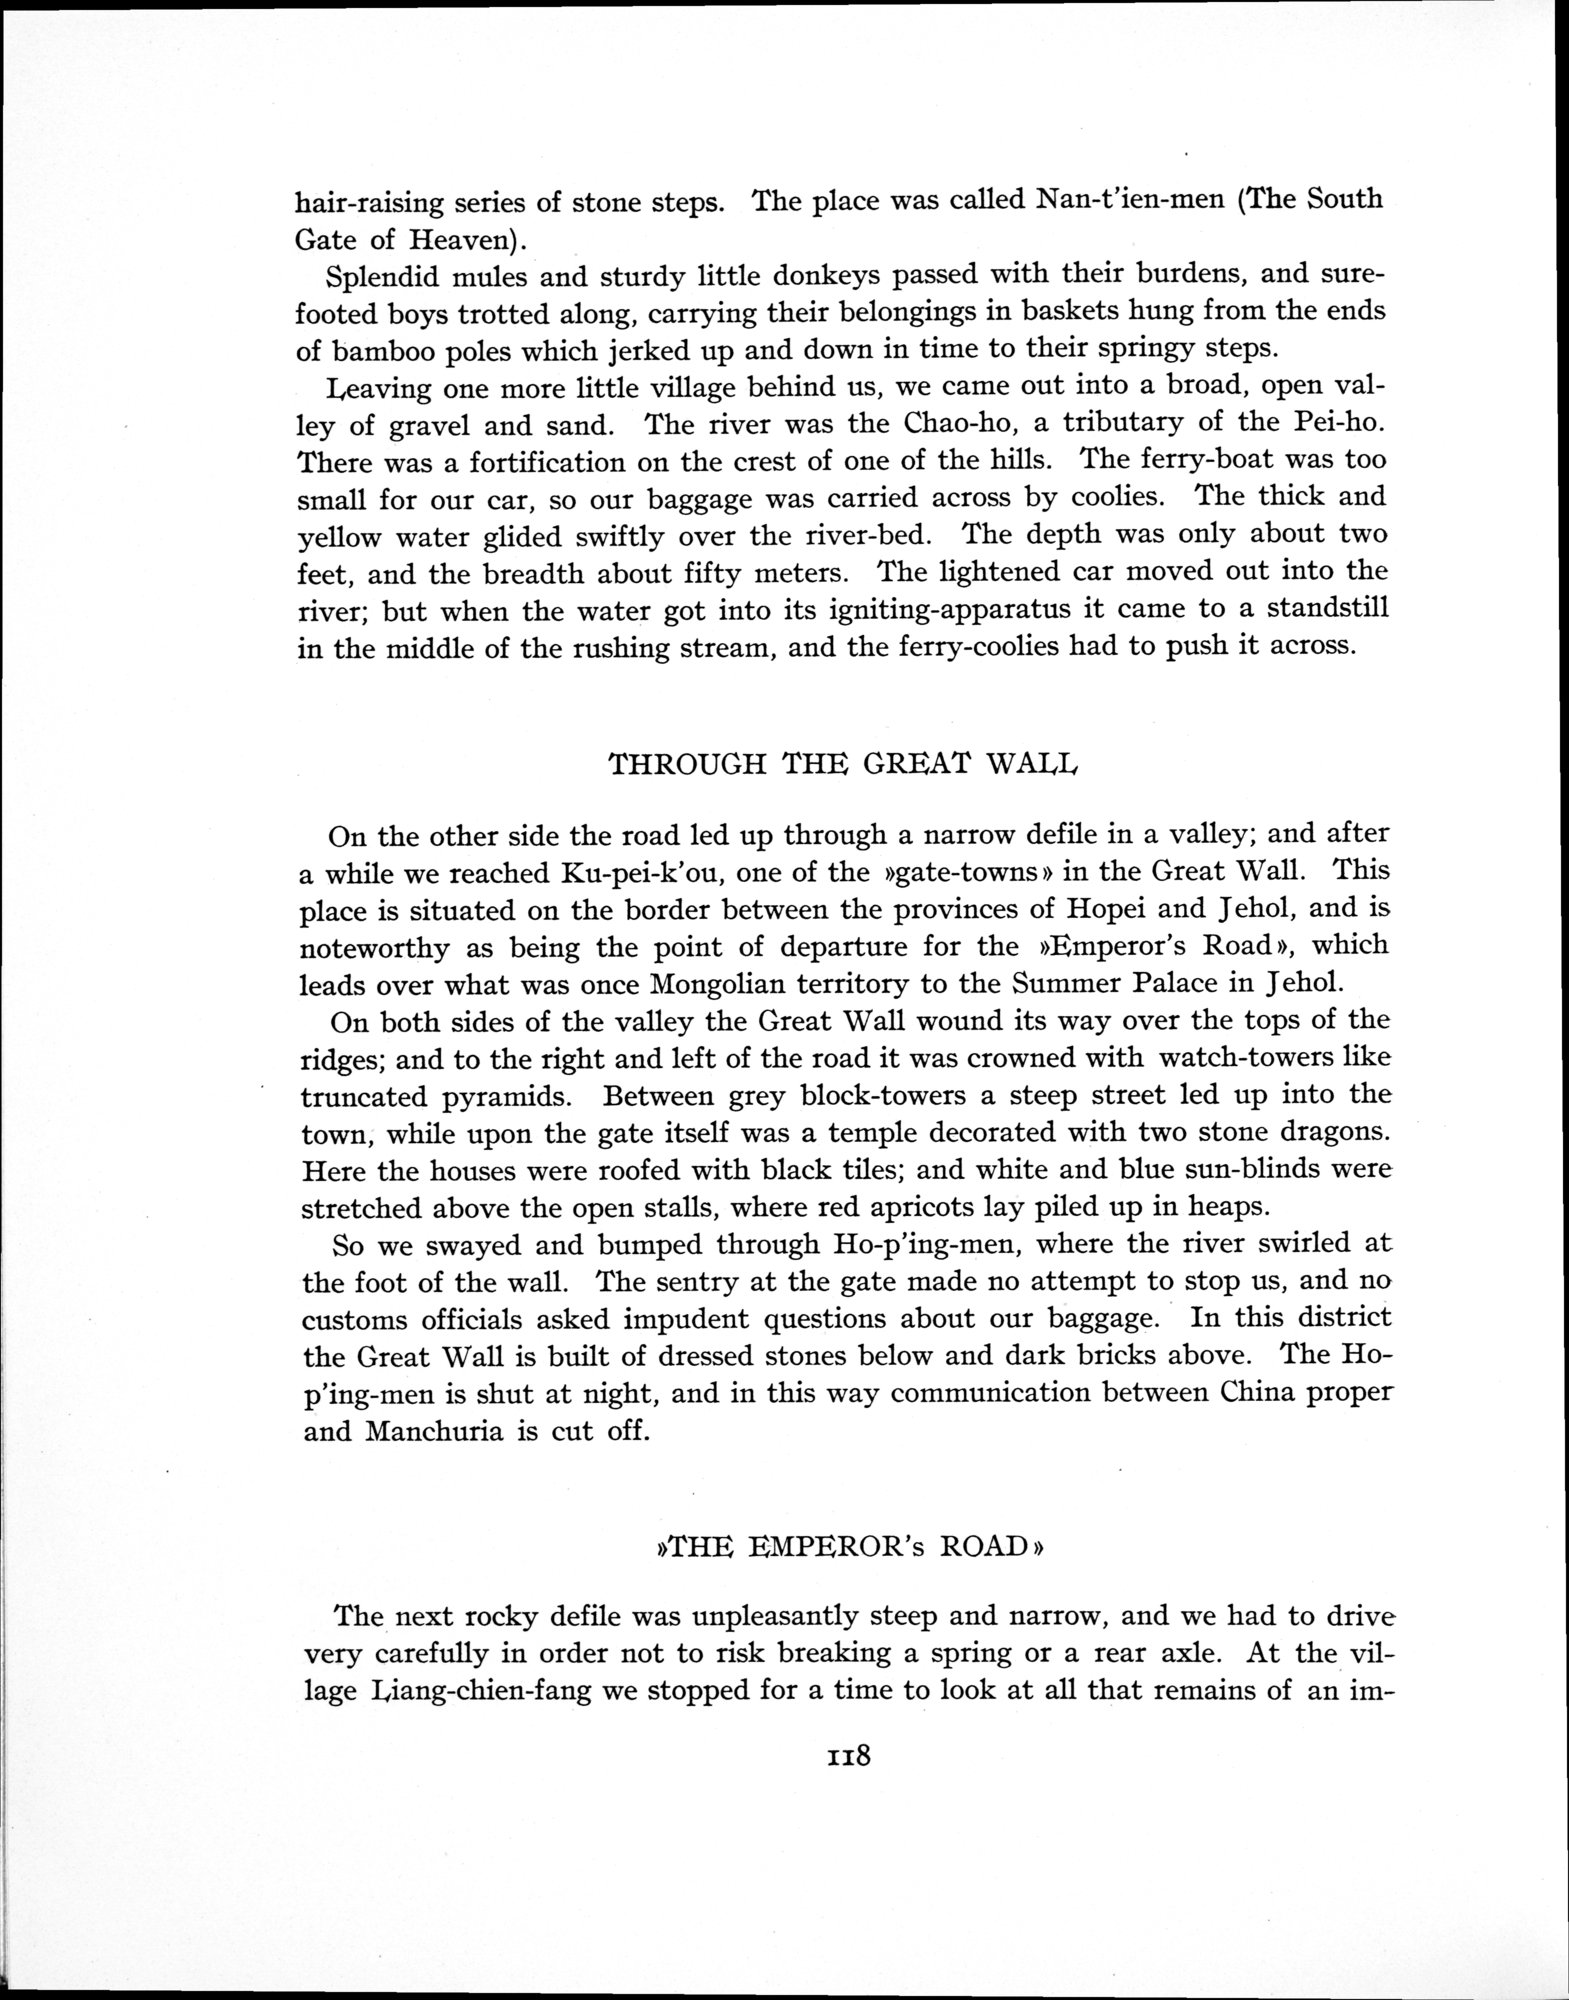 hair-raising series of stone steps. The place was called Nan-t'ien-men (The South
Gate of Heaven).
Splendid mules and sturdy little donkeys passed with their burdens, and sure-
footed boys trotted along, carrying their belongings in baskets hung from the ends
of bamboo poles which jerked up and down in time to their springy steps.
Leaving one more little village behind us, we came out into a broad, open val-
ley of gravel and sand. The river was the Chao-ho, a tributary of the Pei-ho.
There was a fortification on the crest of one of the hills. The ferry-boat was too
small for our car, so our baggage was carried across by coolies. The thick and
yellow water glided swiftly over the river-bed. The depth was only about two
feet, and the breadth about fifty meters. The lightened car moved out into the
river; but when the water got into its igniting-apparatus it came to a standstill
in the middle of the rushing stream, and the ferry-coolies had to push it across.
THROUGH THE GREAT WALL
On the other side the road led up through a narrow defile in a valley; and after
a while we reached Ku-pei-k'ou, one of the »gate-towns» in the Great Wall. This
place is situated on the border between the provinces of Hopei and Jehol, and is
noteworthy as being the point of departure for the »Emperor's Road», which
leads over what was once Mongolian territory to the Summer Palace in Jehol.
On both sides of the valley the Great Wall wound its way over the tops of the
ridges; and to the right and left of the road it was crowned with watch-towers like
truncated pyramids. Between grey block-towers a steep street led up into the
town, while upon the gate itself was a temple decorated with two stone dragons.
Here the houses were roofed with black tiles; and white and blue sun-blinds were
stretched above the open stalls, where red apricots lay piled up in heaps.
So we swayed and bumped through Ho-p'ing-men, where the river swirled at
the foot of the wall. The sentry at the gate made no attempt to stop us, and no
customs officials asked impudent questions about our baggage. In this district
the Great Wall is built of dressed stones below and dark bricks above. The Ho-
p'ing-men is shut at night, and in this way communication between China proper
and Manchuria is cut off.
»THE EMPEROR's ROAD»
The next rocky defile was unpleasantly steep and narrow, and we had to drive
very carefully in order not to risk breaking a spring or a rear axle. At the vil-
lage Liang-chien-fang we stopped for a time to look at all that remains of an im-
118